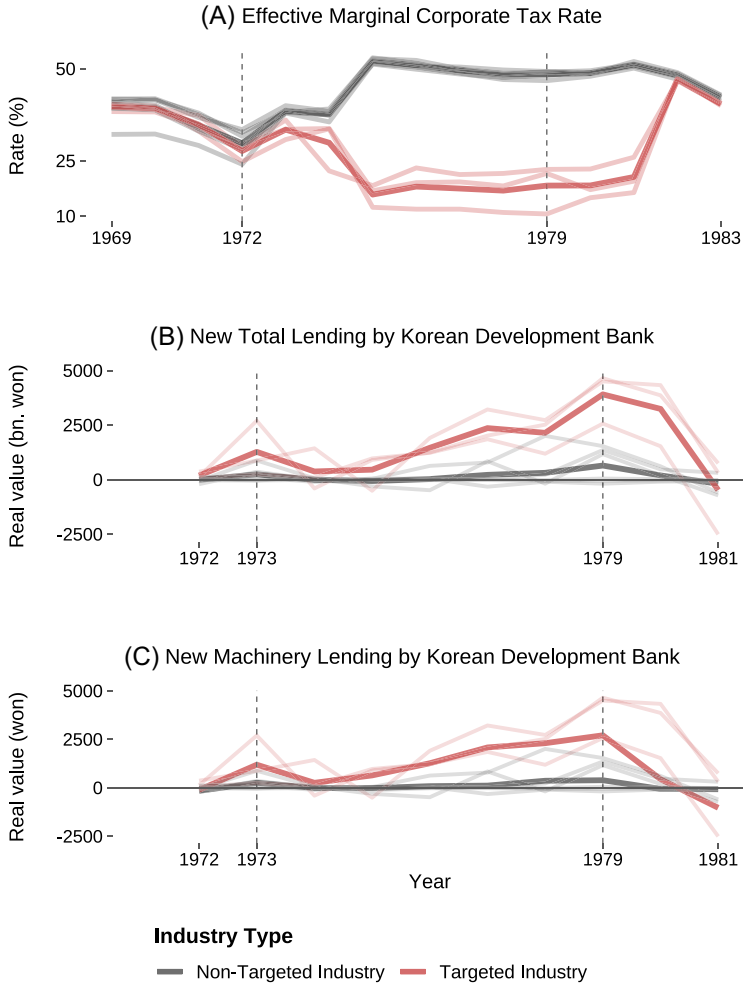 (A) Effective Marginal Corporate Tax Rate
Rate (%)
50
25
10
1969
1972
1979
1983
(B) New Total Lending by Korean Development Bank
Real value (bn. won)
5000
2500
0
-2500
1972
1973
1979
1981
(C) New Machinery Lending by Korean Development Bank
Real value (won)
5000
2500
0
-2500
1972
1973
1979
1981
Year
Industry Type
Non-Targeted Industry
Targeted Industry